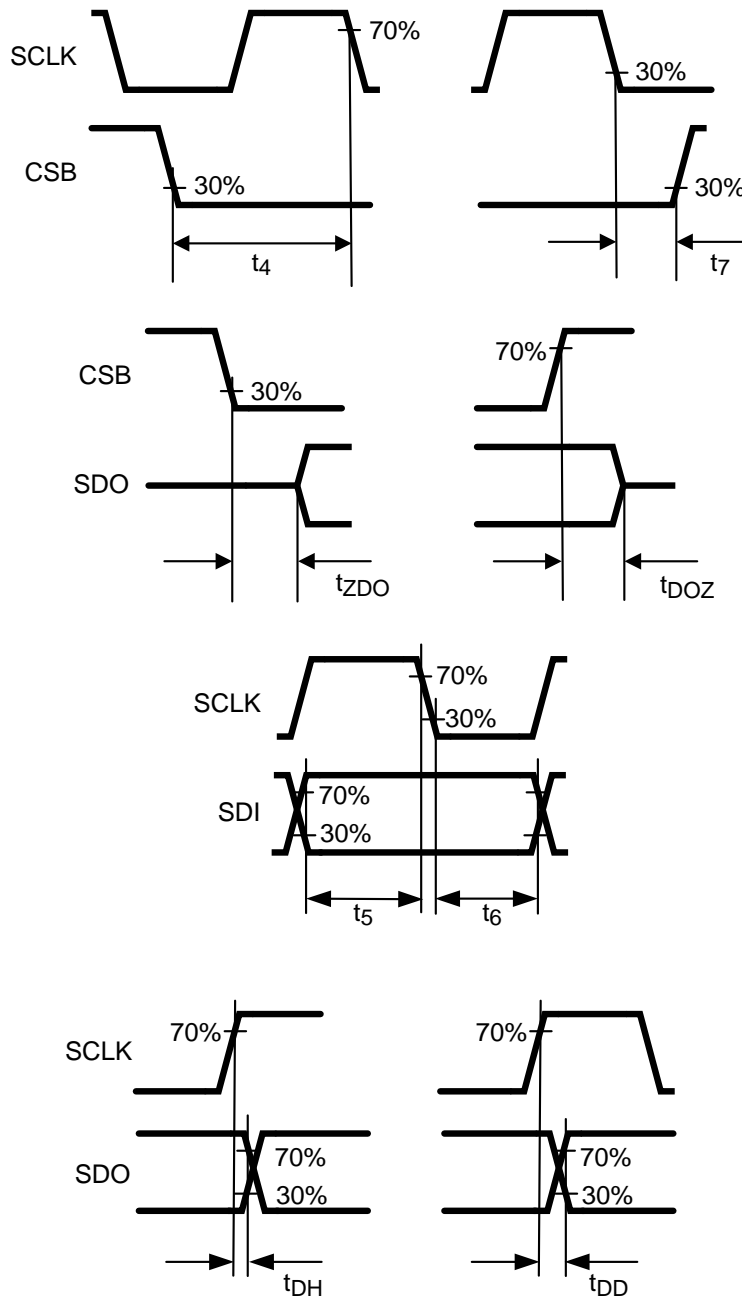 SCLK
70%
30%
CSB
30%
30%
t4
t7
CSB
30%
70%
SDO
tZDO
tDOZ
SCLK
70%
30%
SDI
70%
30%
t5
t6
SCLK
70%
70%
SDO
70%
30%
70%
30%
tDH
tDD